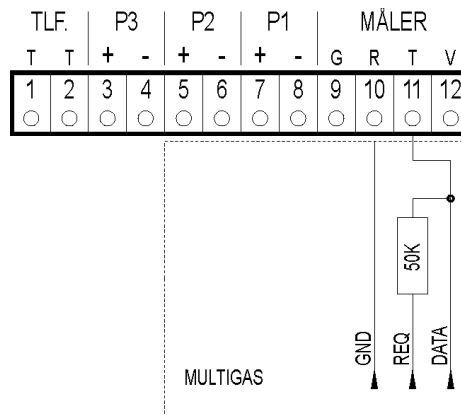 TLF. P3 P2 P1 MÅLER
T T + - + - + - G R T V
1 2 3 4 5 6 7 8 9 10 11 12
50K
GND REQ DATA
MULTIGAS